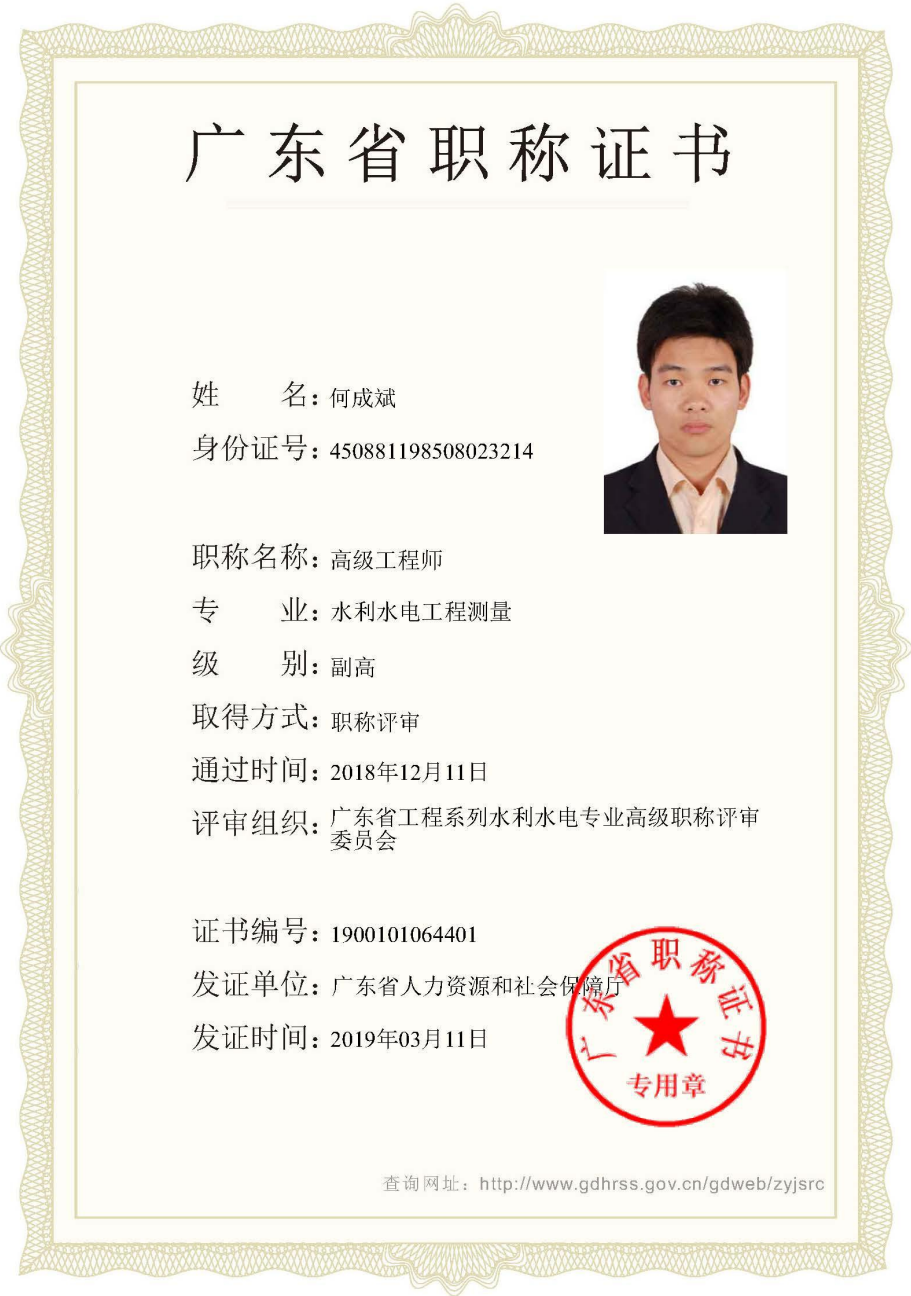 广东省职称证书
姓 名：何成斌
身份证号：450881198508023214
职称名称：高级工程师
专 业：水利水电工程测量
级 别：副高
取得方式：职称评审
通过时间：2018年12月11日
评审组织：广东省工程系列水利水电专业高级职称评审
委员会
证书编号：1900101064401
发证单位：广东省人力资源和社会保障厅
发证时间：2019年03月11日
广东省职称证书
专用章
查询网址：http://www.gdhrss.gov.cn/gdweb/zyjsrc